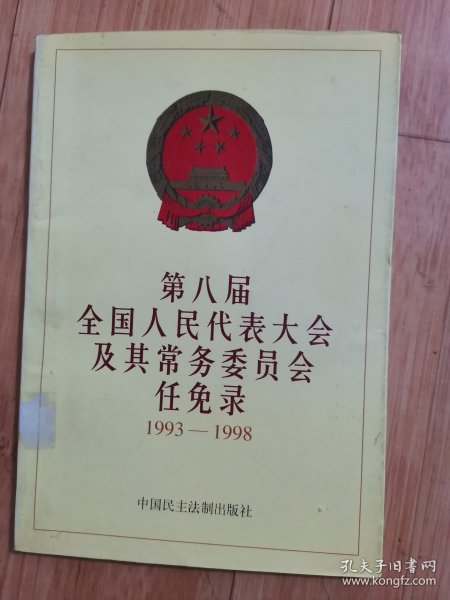 第八届
全国人民代表大会
及其常务委员会
任免录
1993—1998
中国民主法制出版社
孔夫子旧书网
www.kongfz.com